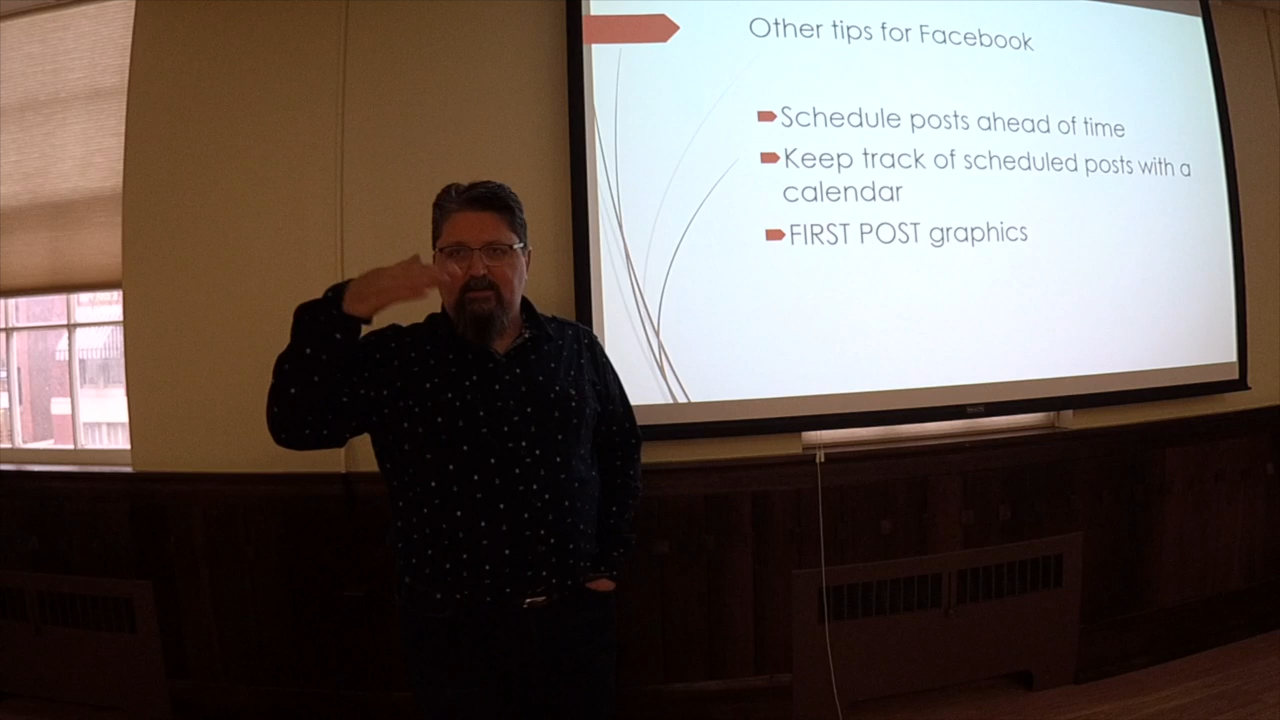 Other tips for Facebook
Schedule posts ahead of time
Keep track of scheduled posts with a
calendar
FIRST POST graphics